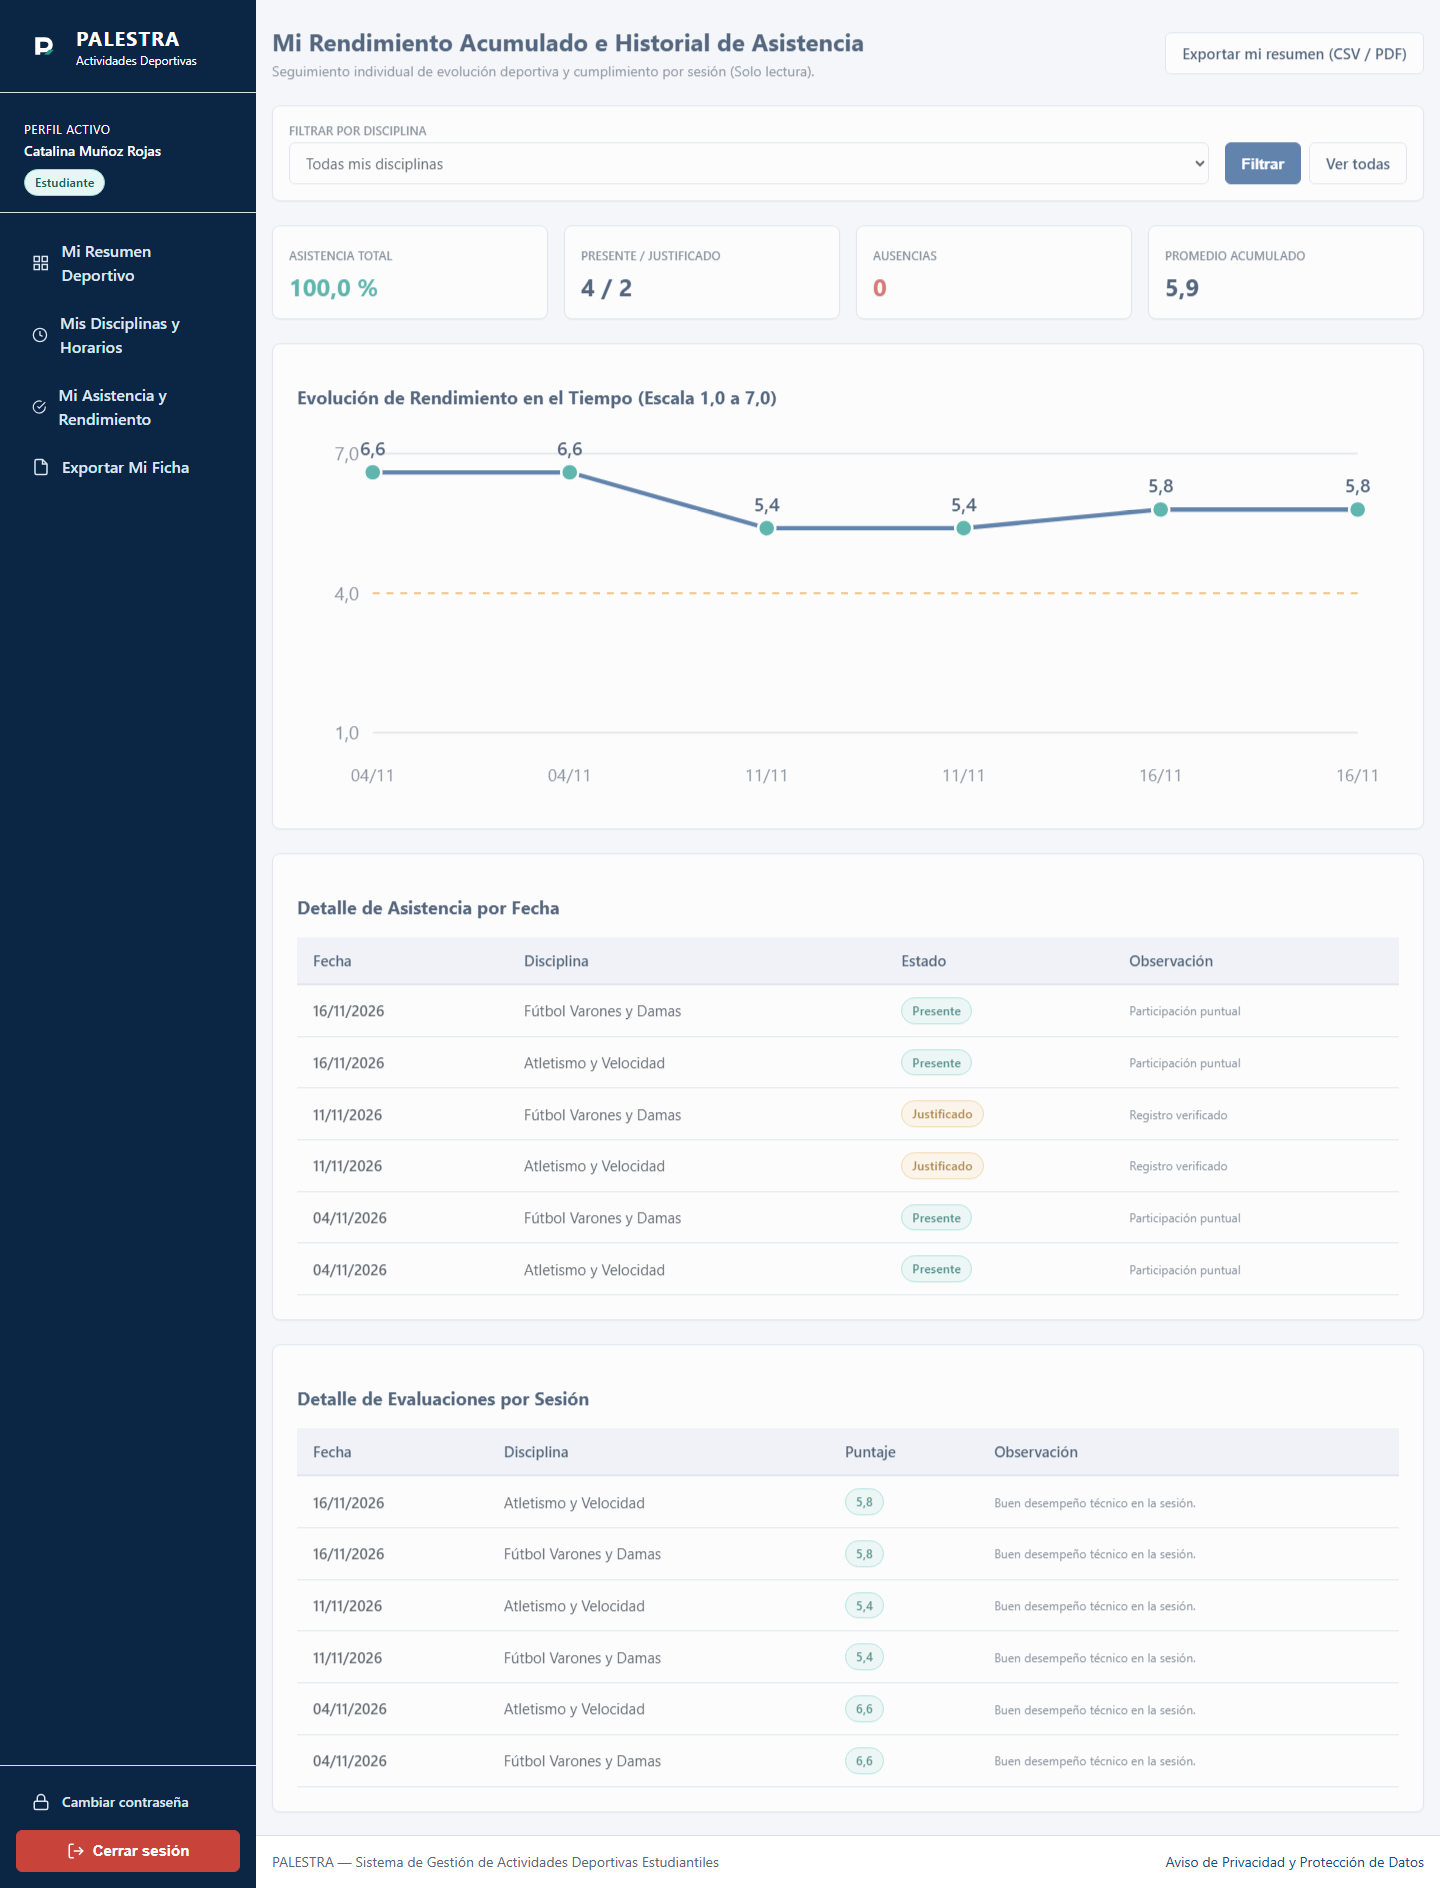 PALESTRA
Actividades Deportivas
PERFIL ACTIVO
Catalina Muñoz Rojas
Estudiante
Mi Resumen
Deportivo
Mis Disciplinas y
Horarios
Mi Asistencia y
Rendimiento
Exportar Mi Ficha
Cambiar contraseña
Cerrar sesión
Mi Rendimiento Acumulado e Historial de Asistencia
Seguimiento individual de evolución deportiva y cumplimiento por sesión (Solo lectura).
Exportar mi resumen (CSV / PDF)
FILTRAR POR DISCIPLINA
Todas mis disciplinas
Filtrar
Ver todas
ASISTENCIA TOTAL
100,0 %
PRESENTE / JUSTIFICADO
4 / 2
AUSENCIAS
0
PROMEDIO ACUMULADO
5,9
Evolución de Rendimiento en el Tiempo (Escala 1,0 a 7,0)
7,0 6,6 6,6 5,4 5,4 5,8 5,8
4,0
1,0
04/11 04/11 11/11 11/11 16/11 16/11
Detalle de Asistencia por Fecha
Fecha Disciplina Estado Observación
16/11/2026 Fútbol Varones y Damas Presente Participación puntual
16/11/2026 Atletismo y Velocidad Presente Participación puntual
11/11/2026 Fútbol Varones y Damas Justificado Registro verificado
11/11/2026 Atletismo y Velocidad Justificado Registro verificado
04/11/2026 Fútbol Varones y Damas Presente Participación puntual
04/11/2026 Atletismo y Velocidad Presente Participación puntual
Detalle de Evaluaciones por Sesión
Fecha Disciplina Puntaje Observación
16/11/2026 Atletismo y Velocidad 5,8 Buen desempeño técnico en la sesión.
16/11/2026 Fútbol Varones y Damas 5,8 Buen desempeño técnico en la sesión.
11/11/2026 Atletismo y Velocidad 5,4 Buen desempeño técnico en la sesión.
11/11/2026 Fútbol Varones y Damas 5,4 Buen desempeño técnico en la sesión.
04/11/2026 Atletismo y Velocidad 6,6 Buen desempeño técnico en la sesión.
04/11/2026 Fútbol Varones y Damas 6,6 Buen desempeño técnico en la sesión.
PALESTRA — Sistema de Gestión de Actividades Deportivas Estudiantiles
Aviso de Privacidad y Protección de Datos